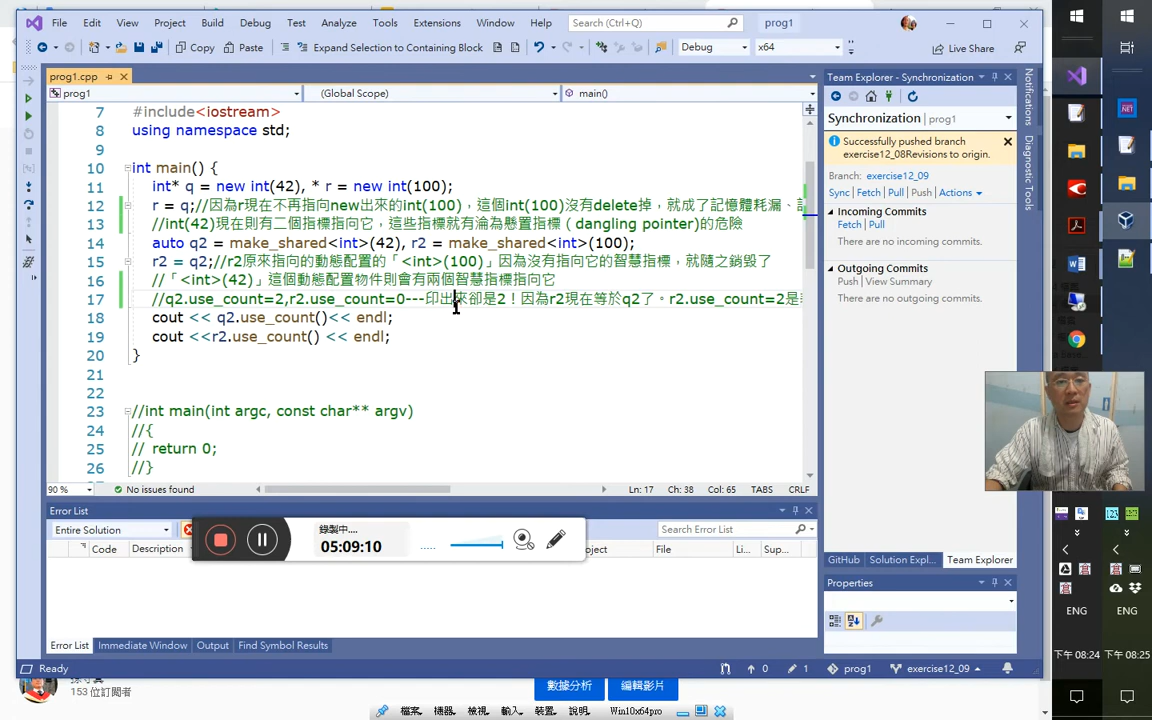 File Edit View Project Build Debug Test Analyze Tools Extensions Window Help Search (Ctrl+Q) prog1
Copy Paste Expand Selection to Containing Block Debug x64 Live Share
prog1.cpp
prog1 (Global Scope) main()
7 #include<iostream>
8 using namespace std;
9
10 int main() {
11 int* q = new int(42), * r = new int(100);
12 r = q;//因為r現在不再指向new出來的int(100),這個int(100)沒有delete掉,就成了記憶體耗漏、
13 //int(42)現在則有二個指標指向它,這些指標就有淪為懸置指標(dangling pointer)的危險
14 auto q2 = make_shared<int>(42), r2 = make_shared<int>(100);
15 r2 = q2;//r2原來指向的動態配置的「<int>(100)」因為沒有指向它的智慧指標,就隨之銷毀了
16 //「<int>(42)」這個動態配置物件則會有兩個智慧指標指向它
17 //q2.use_count=2,r2.use_count=0---印出來卻是2!因為r2現在等於q2了。r2.use_count=2是
18 cout << q2.use_count()<< endl;
19 cout <<r2.use_count() << endl;
20 }
21
22
23 //int main(int argc, const char** argv)
24 //{
25 // return 0;
26 //}
90 % No issues found Ln: 17 Ch: 38 Col: 65 TABS CRLF
Error List
Entire Solution
錄製中....
05:09:10
Search Error List
Code Description oject File Li... Sup...
Error List Immediate Window Output Find Symbol Results
Ready 0 1 prog1 exercise12_09
Team Explorer - Synchronization
Synchronization prog1
Successfully pushed branch
exercise12_08Revisions to origin.
Branch: exercise12_09
Sync Fetch Pull Push Actions
Incoming Commits
Fetch Pull
There are no incoming commits.
Outgoing Commits
Push View Summary
There are no outgoing commits.
GitHub Solution Expl... Team Explorer
Properties
Notifications
Diagnostic Tools
ENG ENG
下午 08:24 下午 08:25
153 位訂閱者
數據分析 編輯影片
檔案 機器 檢視 輸入 裝置 說明 Win10x64pro